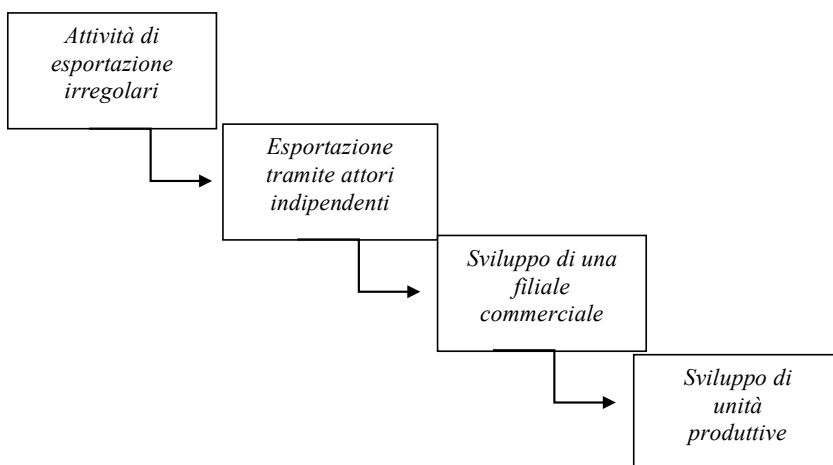 Attività di
esportazione
irregolari
Esportazione
tramite attori
indipendenti
Sviluppo di una
filiale
commerciale
Sviluppo di
unità
produttive